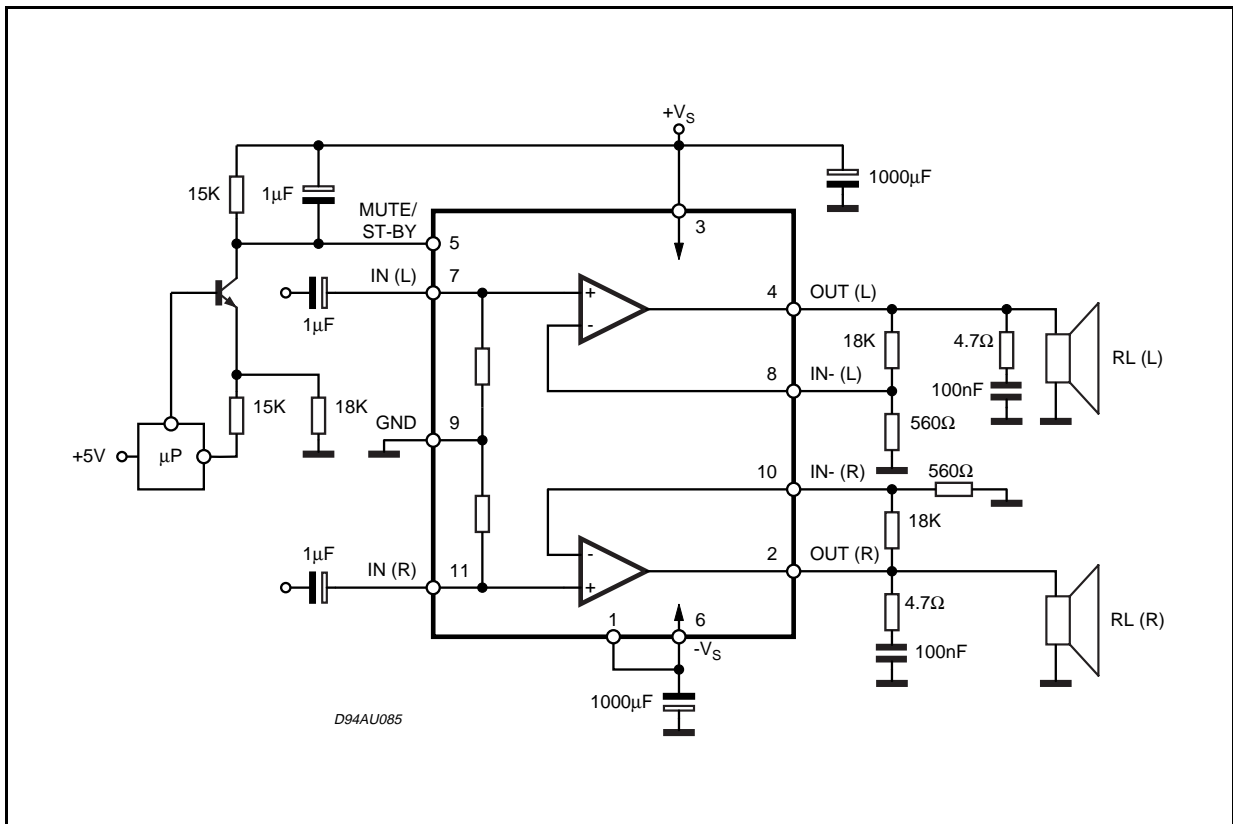 +VS
15K
1µF
1000µF
MUTE/
ST-BY
5
3
IN (L)
7
1µF
+
-
4
OUT (L)
18K
4.7Ω
RL (L)
8
IN- (L)
100nF
15K
18K
GND
9
560Ω
+5V
µP
10
IN- (R)
560Ω
18K
1µF
IN (R)
11
-
+
2
OUT (R)
4.7Ω
RL (R)
1
6
-VS
100nF
1000µF
D94AU085